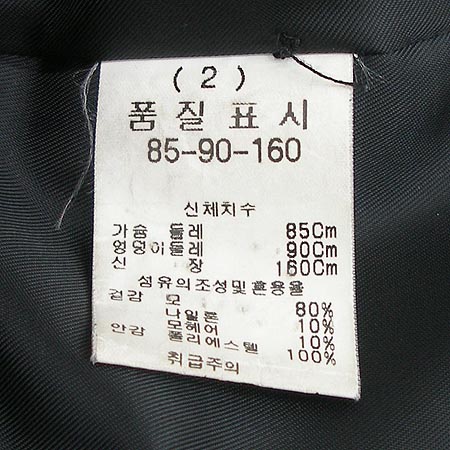 (2)
품질표시
85-90-160
신체치수
가슴둘레 85Cm
엉덩이둘레 90Cm
신 장 160Cm
섬유의조성및혼용율
겉감 모 80%
나일론 10%
모헤어 10%
안감 폴리에스텔 100%
취급주의